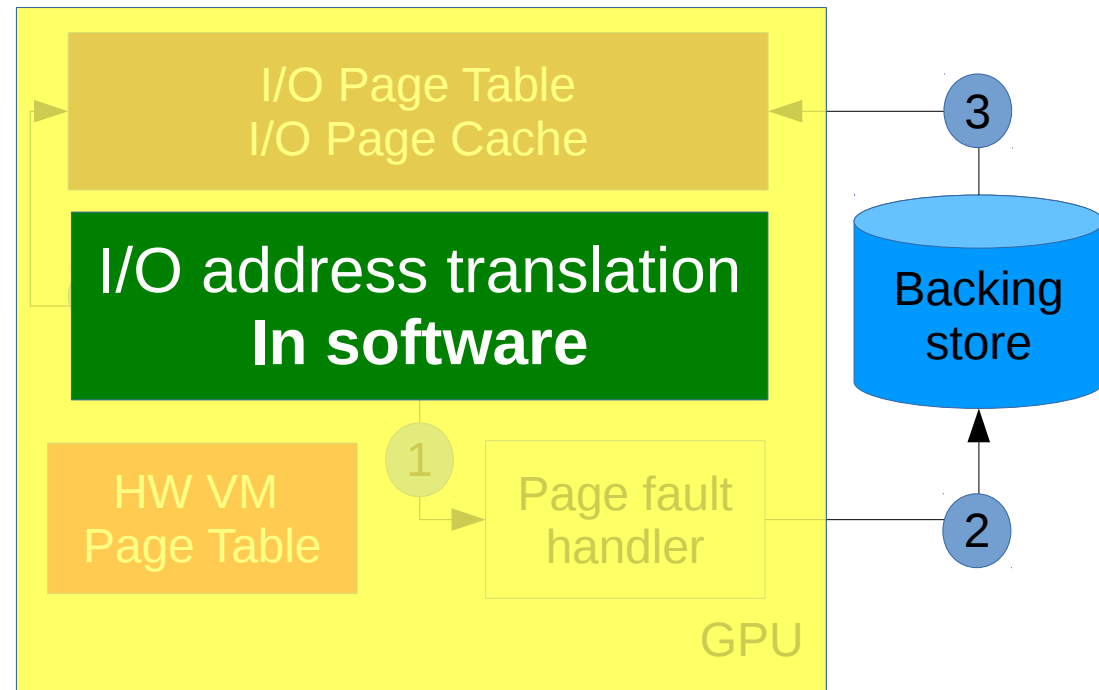 I/O Page Table
I/O Page Cache
3
I/O address translation
In software
Backing
store
1
HW VM
Page Table
Page fault
handler
2
GPU